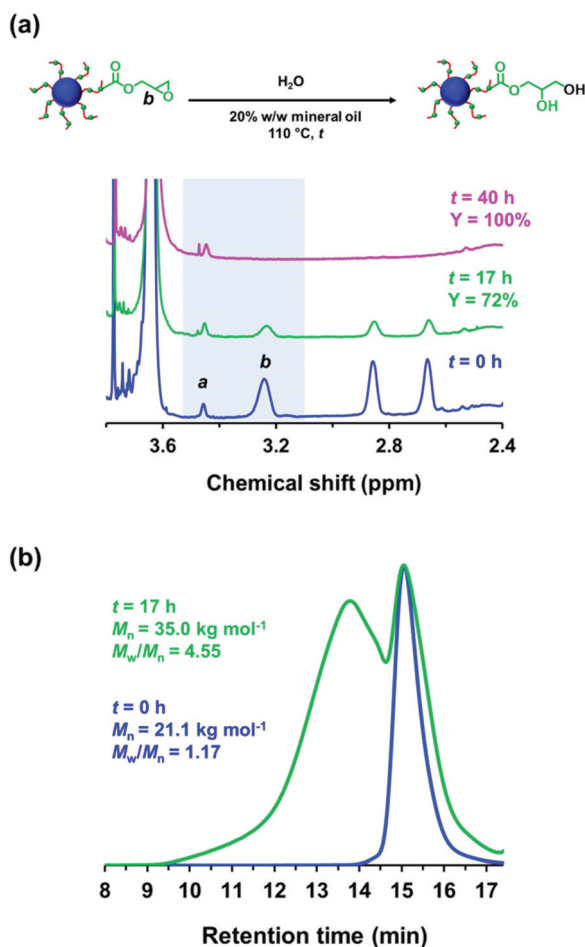 (a)
O
O
b
O
H₂O
20% w/w mineral oil
110 °C, t
O
O
OH
OH
t = 40 h
Y = 100%
t = 17 h
Y = 72%
t = 0 h
a
b
3.6 3.2 2.8 2.4
Chemical shift (ppm)
(b)
t = 17 h
Mn = 35.0 kg mol⁻¹
Mw/Mn = 4.55
t = 0 h
Mn = 21.1 kg mol⁻¹
Mw/Mn = 1.17
8 9 10 11 12 13 14 15 16 17
Retention time (min)